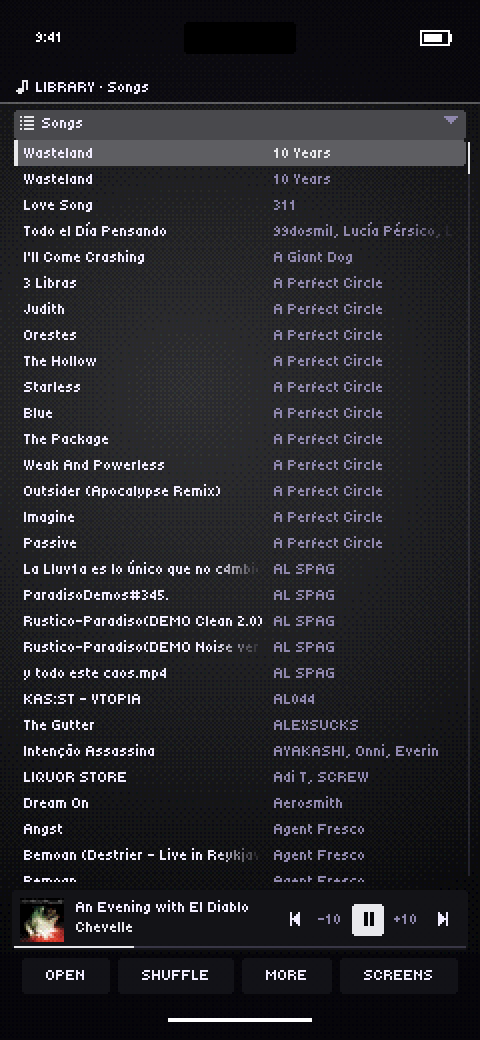 9:41
LIBRARY · Songs
Songs
Wasteland 10 Years
Wasteland 10 Years
Love Song 311
Todo el Día Pensando 99dosmil, Lucía Pérsico,
I'll Come Crashing A Giant Dog
3 Libras A Perfect Circle
Judith A Perfect Circle
Orestes A Perfect Circle
The Hollow A Perfect Circle
Starless A Perfect Circle
Blue A Perfect Circle
The Package A Perfect Circle
Weak And Powerless A Perfect Circle
Outsider (Apocalypse Remix) A Perfect Circle
Imagine A Perfect Circle
Passive A Perfect Circle
La Lluv1a es lo único que no c4mbi AL SPAG
ParadisoDemos#345. AL SPAG
Rustico-Paradiso(DEMO Clean 2.0) AL SPAG
Rustico-Paradiso(DEMO Noise ver AL SPAG
y todo este caos.mp4 AL SPAG
KAS:ST - VTOPIA AL044
The Gutter ALEXSUCKS
Intenção Assassina AYAKASHI, Onni, Everin
LIQUOR STORE Adi T, SCREW
Dream On Aerosmith
Angst Agent Fresco
Bemoan (Destrier - Live in Reykjav Agent Fresco
Bemoan Agent Fresco
An Evening with El Diablo
Chevelle
-10 +10
OPEN SHUFFLE MORE SCREENS